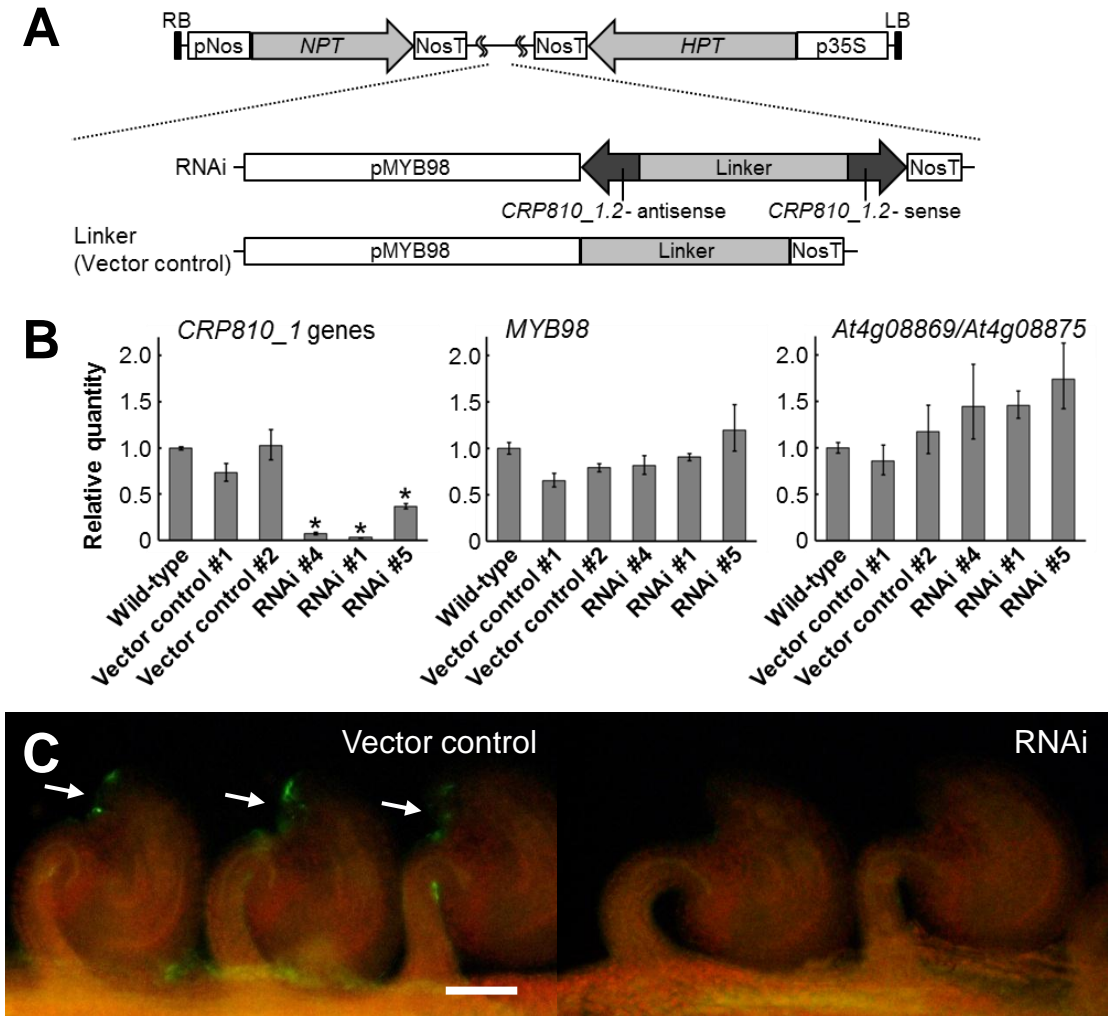 A
RB
LB
pNos NPT NosT NosT HPT p35S
RNAi pMYB98 Linker NosT
CRP810_1.2- antisense CRP810_1.2- sense
Linker
(Vector control) pMYB98 Linker NosT
B
CRP810_1 genes MYB98 At4g08869/At4g08875
Relative quantity
2.0
1.5
1.0
0.5
0
Wild-type
Vector control #1
Vector control #2
RNAi #4
RNAi #1
RNAi #5
* * *
2.0
1.5
1.0
0.5
0
Wild-type
Vector control #1
Vector control #2
RNAi #4
RNAi #1
RNAi #5
2.0
1.5
1.0
0.5
0
Wild-type
Vector control #1
Vector control #2
RNAi #4
RNAi #1
RNAi #5
C
Vector control
RNAi